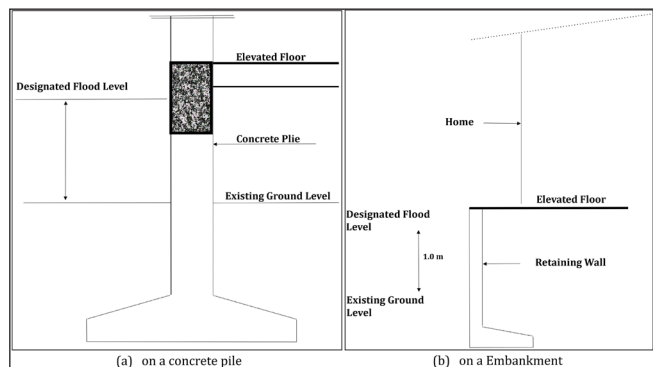 Elevated Floor
Designated Flood Level
Concrete Plie
Existing Ground Level
(a) on a concrete pile
Home
Elevated Floor
Designated Flood
Level
1.0 m
Retaining Wall
Existing Ground
Level
(b) on a Embankment